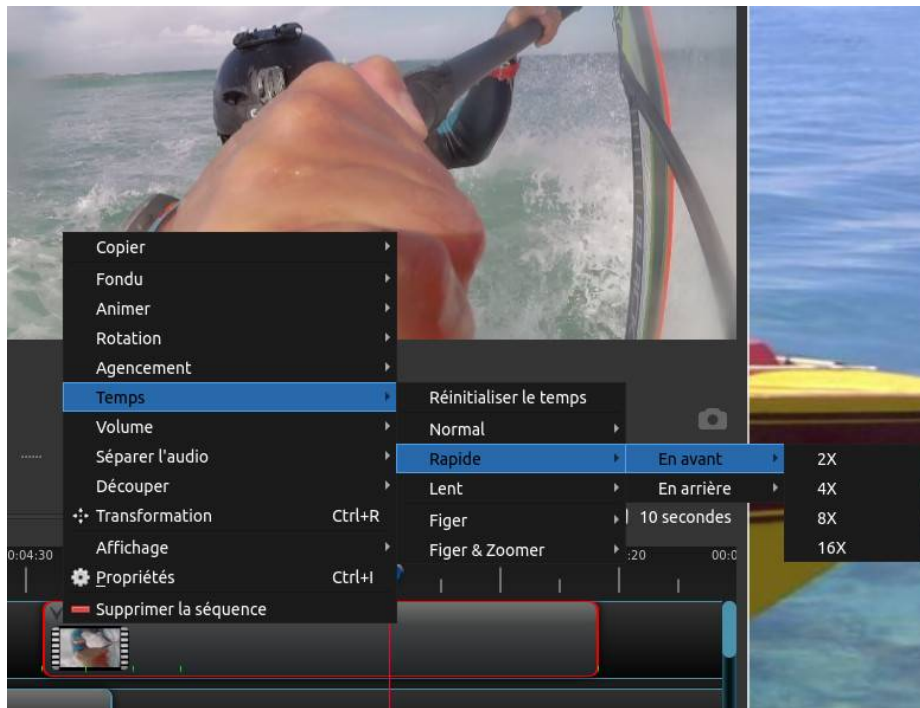 Copier
Fondu
Animer
Rotation
Agencement
Temps
Volume
Séparer l'audio
Découper
Transformation Ctrl+R
Affichage
Propriétés Ctrl+I
Supprimer la séquence
Réinitialiser le temps
Normal
Rapide
Lent
Figer
Figer & Zoomer
En avant
En arrière
2X
4X
8X
16X
10 secondes
0:04:30
:20
00:0